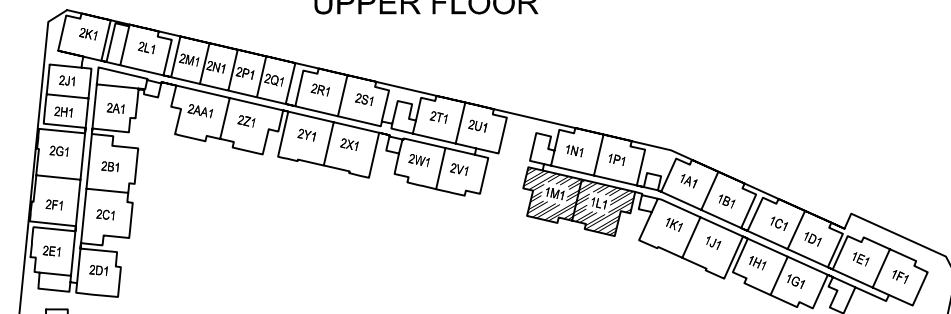 UPPER FLOOR
2K1
2L1
2M1
2N1
2P1
2Q1
2R1
2S1
2T1
2U1
2J1
2H1
2A1
2AA1
2Z1
2Y1
2X1
2W1
2V1
2G1
2B1
2F1
2C1
2E1
2D1
1N1
1P1
1M1
1L1
1A1
1B1
1C1
1D1
1E1
1F1
1K1
1J1
1H1
1G1